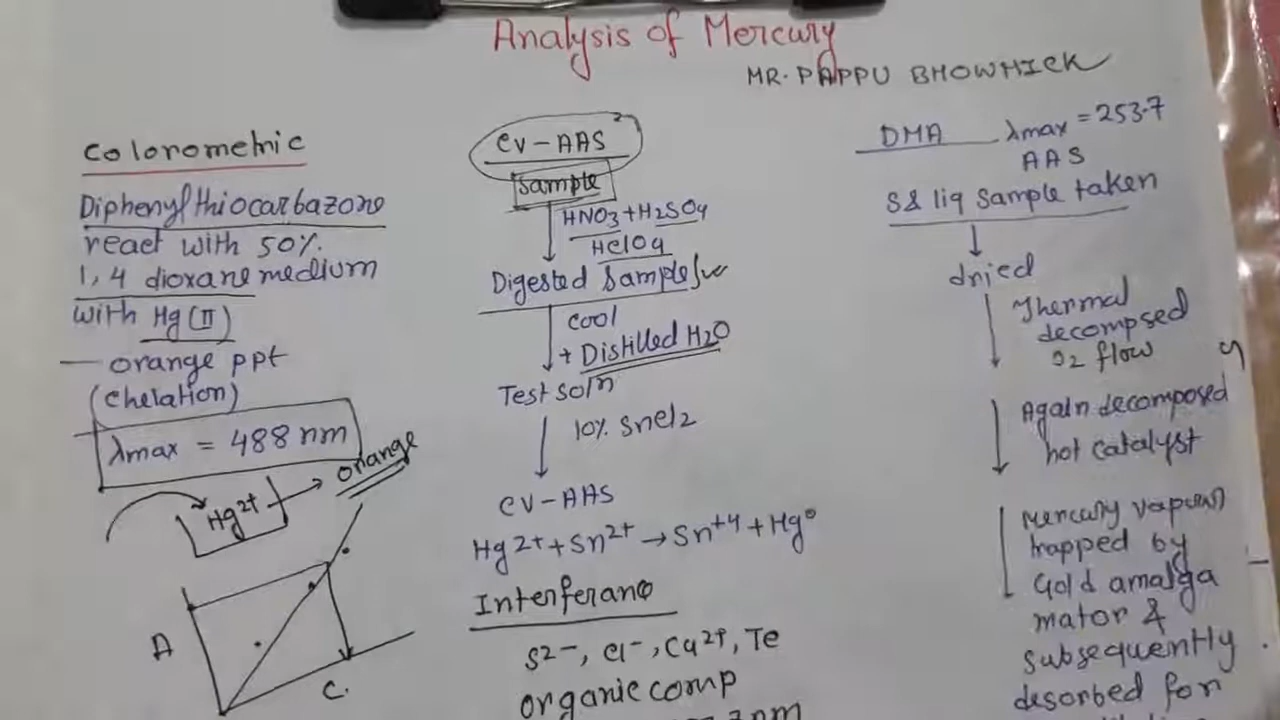 Analysis of Mercury
MR. PAPPU BHOWMICK
Colorometric
Diphenylthiocarbazone
react with 50%.
1, 4 dioxane medium
with Hg(II)
— orange ppt
(chelation)
λmax = 488 nm
Hg2+ → orange
A
C.
CV-AAS
Sample
HNO3+H2SO4
HClO4
Digested Sample
Cool
+ Distilled H2O
Test soln
10% SnCl2
CV-AAS
Hg2+ + Sn2+ → Sn+4 + Hg°
Interferano
S2-, Cl-, Cu2+, Te
organic comp
nm
DMA λmax = 253.7
AAS
S & liq Sample taken
dried
Thermal
decompsed
O2 flow
Again decomposed
hot catalyst
Mercury vapours
trapped by
Gold amalga
mator &
subsequently
desorbed for